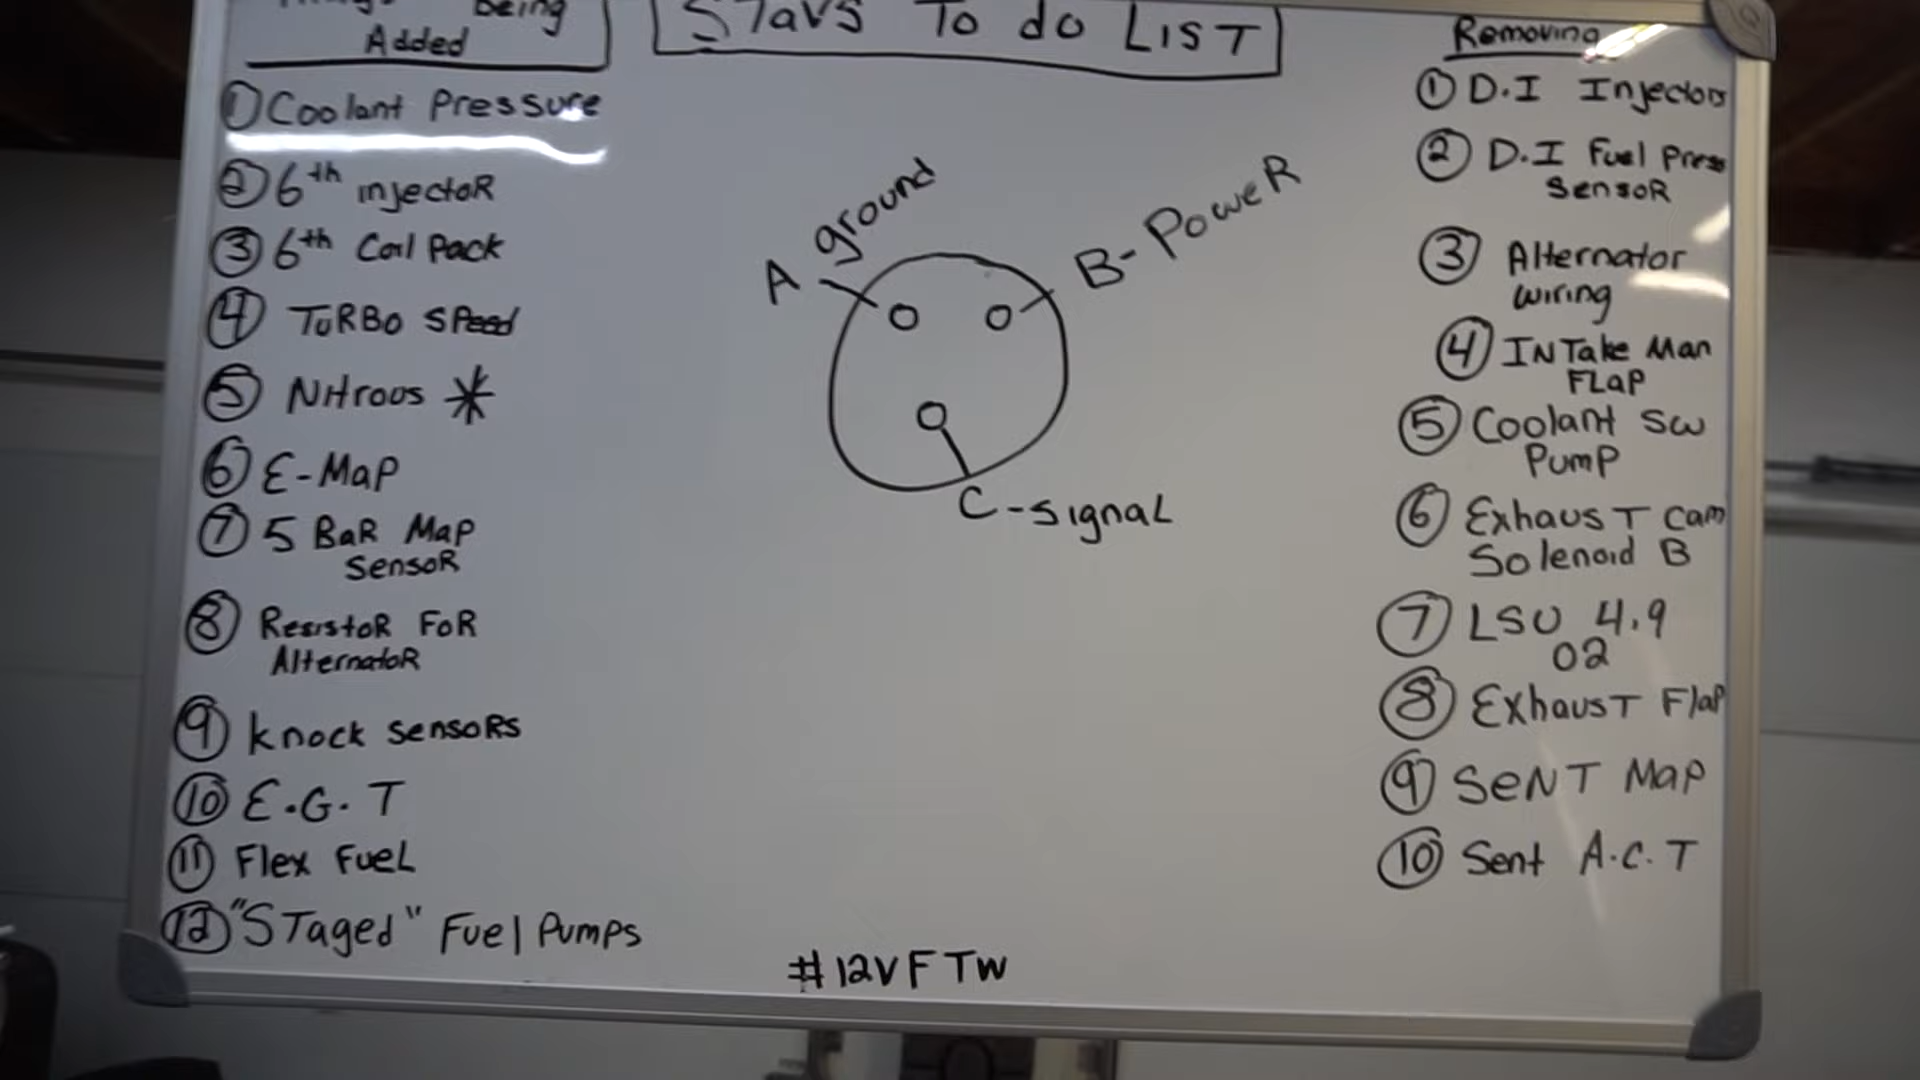 Being
Added
① Coolant Pressure
② 6th injectoR
③ 6th Coil Pack
④ TuRBo Speed
⑤ Nitroos *
⑥ E-Map
⑦ 5 BaR Map
SensoR
⑧ ResistoR FoR
AlternatoR
⑨ knock sensoRs
⑩ E.G.T
⑪ Flex Fuel
⑫ "STaged" Fuel Pumps
STavs To do List
A ground
B-PoweR
C-signaL
#12VFTW
Removing
① D.I Injectors
② D.I Fuel Press
SensoR
③ Alternator
wiring
④ INTake Man
FLaP
⑤ Coolant Sw
PumP
⑥ ExhausT Cam
Solenoid B
⑦ LSU 4.9
02
⑧ ExhausT Flap
⑨ SeNT Map
⑩ Sent A.C.T